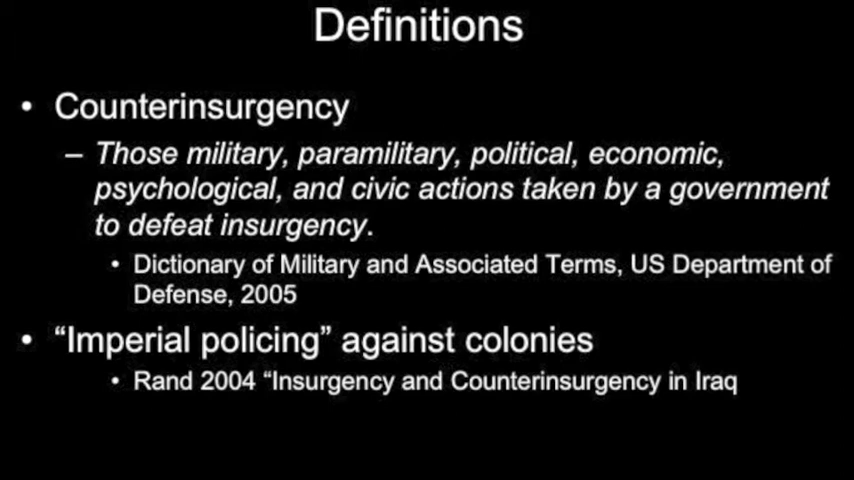 Definitions
• Counterinsurgency
– Those military, paramilitary, political, economic,
psychological, and civic actions taken by a government
to defeat insurgency.
• Dictionary of Military and Associated Terms, US Department of
Defense, 2005
• “Imperial policing” against colonies
• Rand 2004 “Insurgency and Counterinsurgency in Iraq